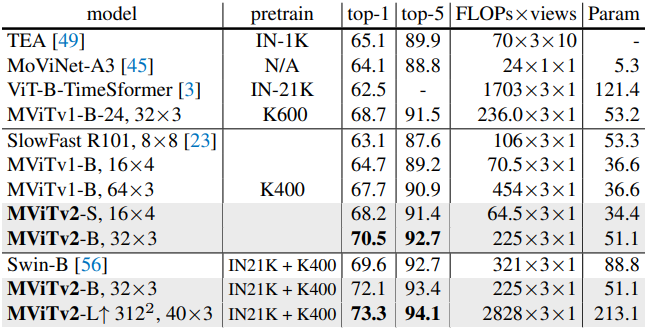 model pretrain top-1 top-5 FLOPs×views Param
TEA [49] IN-1K 65.1 89.9 70×3×10 -
MoViNet-A3 [45] N/A 64.1 88.8 24×1×1 5.3
ViT-B-TimeSformer [3] IN-21K 62.5 - 1703×3×1 121.4
MViTv1-B-24, 32×3 K600 68.7 91.5 236.0×3×1 53.2
SlowFast R101, 8×8 [23] 63.1 87.6 106×3×1 53.3
MViTv1-B, 16×4 64.7 89.2 70.5×3×1 36.6
MViTv1-B, 64×3 K400 67.7 90.9 454×3×1 36.6
MViTv2-S, 16×4 68.2 91.4 64.5×3×1 34.4
MViTv2-B, 32×3 70.5 92.7 225×3×1 51.1
Swin-B [56] IN21K + K400 69.6 92.7 321×3×1 88.8
MViTv2-B, 32×3 IN21K + K400 72.1 93.4 225×3×1 51.1
MViTv2-L↑ 312², 40×3 IN21K + K400 73.3 94.1 2828×3×1 213.1